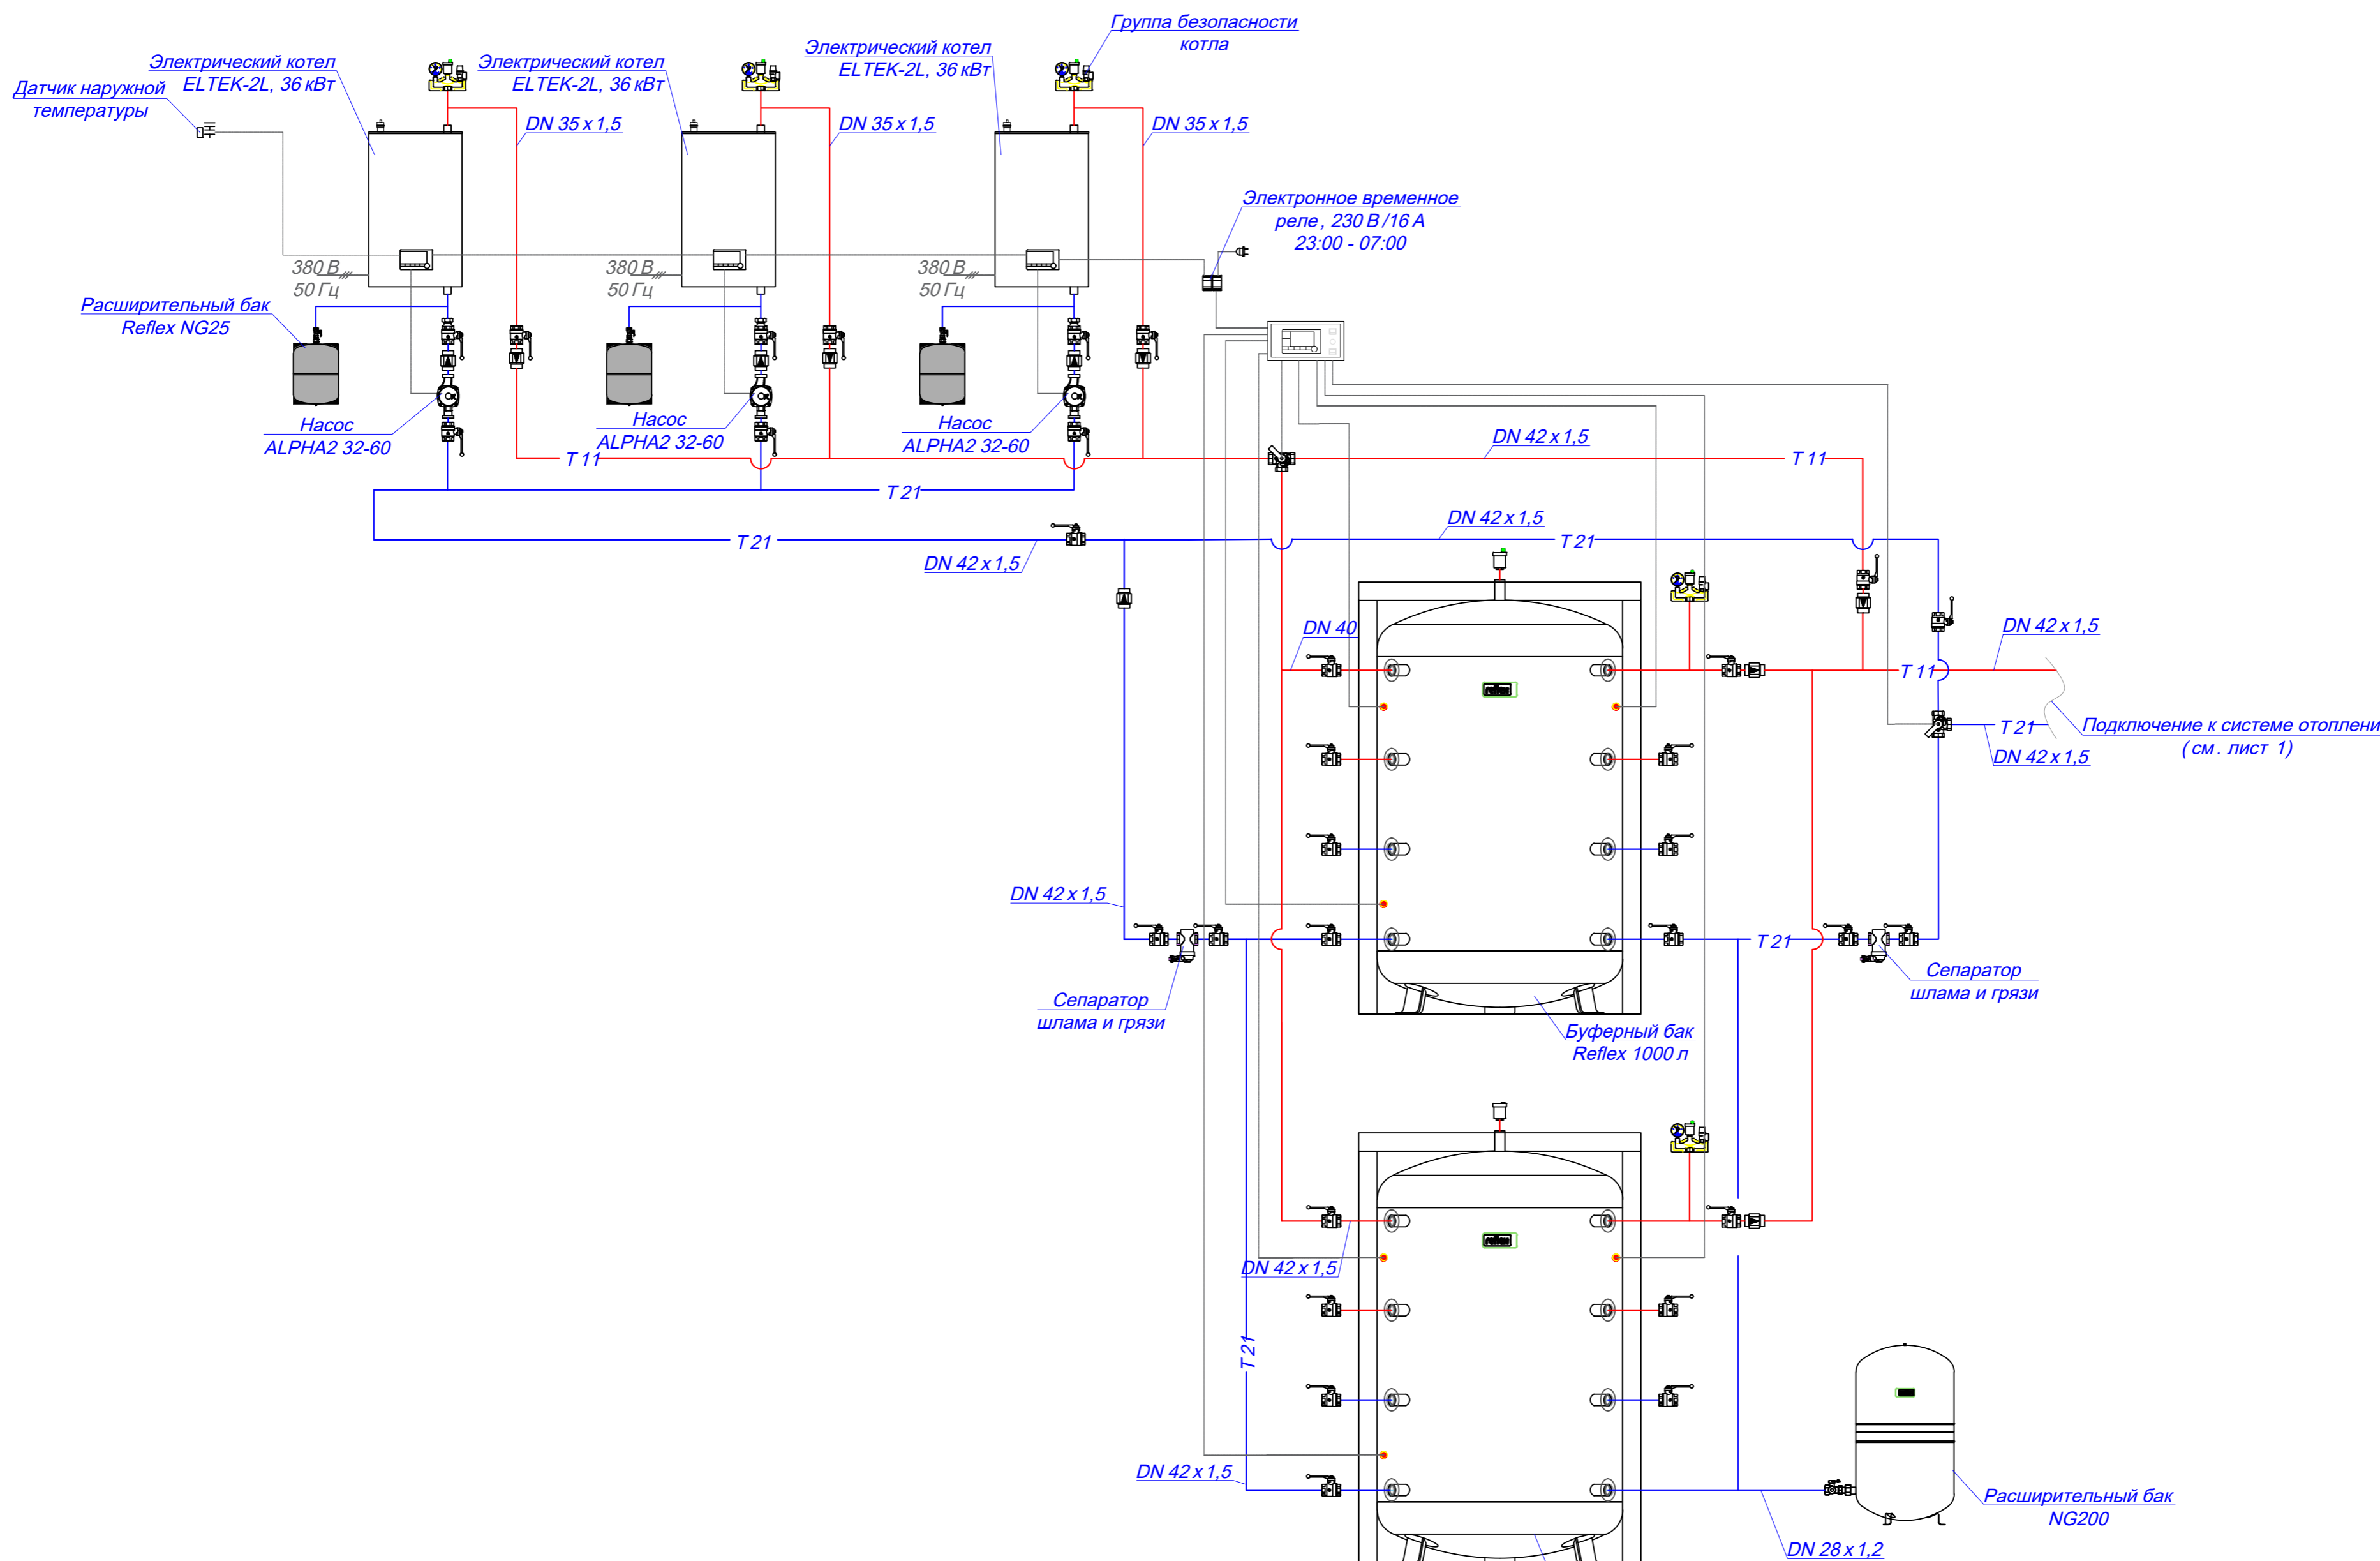 Группа безопасности
котла
Электрический котел
ELTEK-2L, 36 кВт
Электрический котел
ELTEK-2L, 36 кВт
Электрический котел
ELTEK-2L, 36 кВт
Датчик наружной
температуры
DN 35 x 1,5
DN 35 x 1,5
DN 35 x 1,5
Электронное временное
реле, 230 В /16 А
23:00 - 07:00
380 В
50 Гц
380 В
50 Гц
380 В
50 Гц
Расширительный бак
Reflex NG25
Насос
ALPHA2 32-60
Насос
ALPHA2 32-60
Насос
ALPHA2 32-60
T 11
DN 42 x 1,5
T 11
T 21
T 21
DN 42 x 1,5
DN 42 x 1,5
T 21
DN 40
DN 42 x 1,5
T 11
reflex
T 21
DN 42 x 1,5
Подключение к системе отоплени
(см. лист 1)
DN 42 x 1,5
T 21
Сепаратор
шлама и грязи
Сепаратор
шлама и грязи
Буферный бак
Reflex 1000 л
reflex
DN 42 x 1,5
T 21
DN 42 x 1,5
Расширительный бак
NG200
DN 28 x 1,2